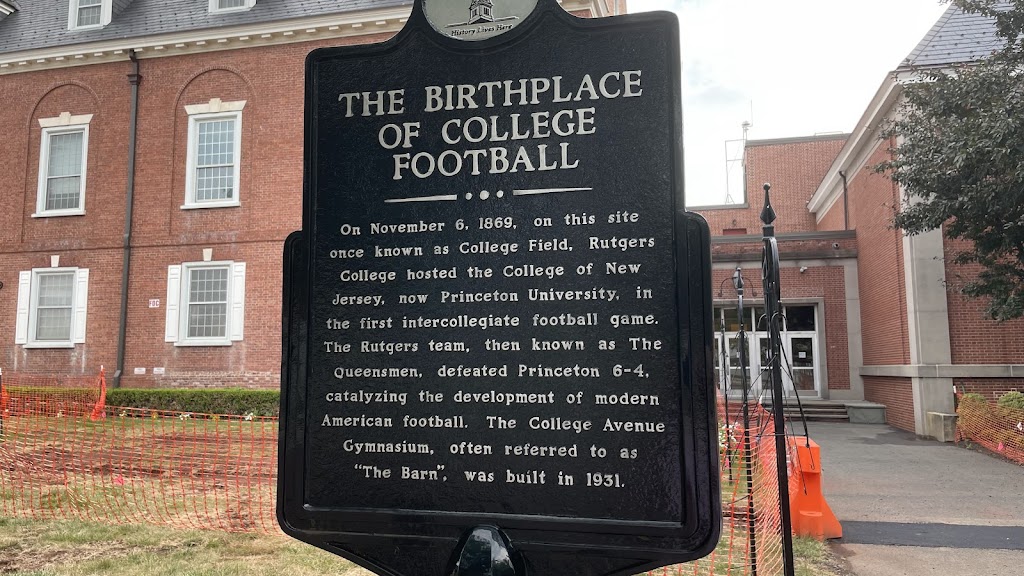 History Lives Here
THE BIRTHPLACE
OF COLLEGE
FOOTBALL
On November 6, 1869, on this site
once known as College Field, Rutgers
College hosted the College of New
Jersey, now Princeton University, in
the first intercollegiate football game.
The Rutgers team, then known as The
Queensmen, defeated Princeton 6-4,
catalyzing the development of modern
American football. The College Avenue
Gymnasium, often referred to as
"The Barn", was built in 1931.